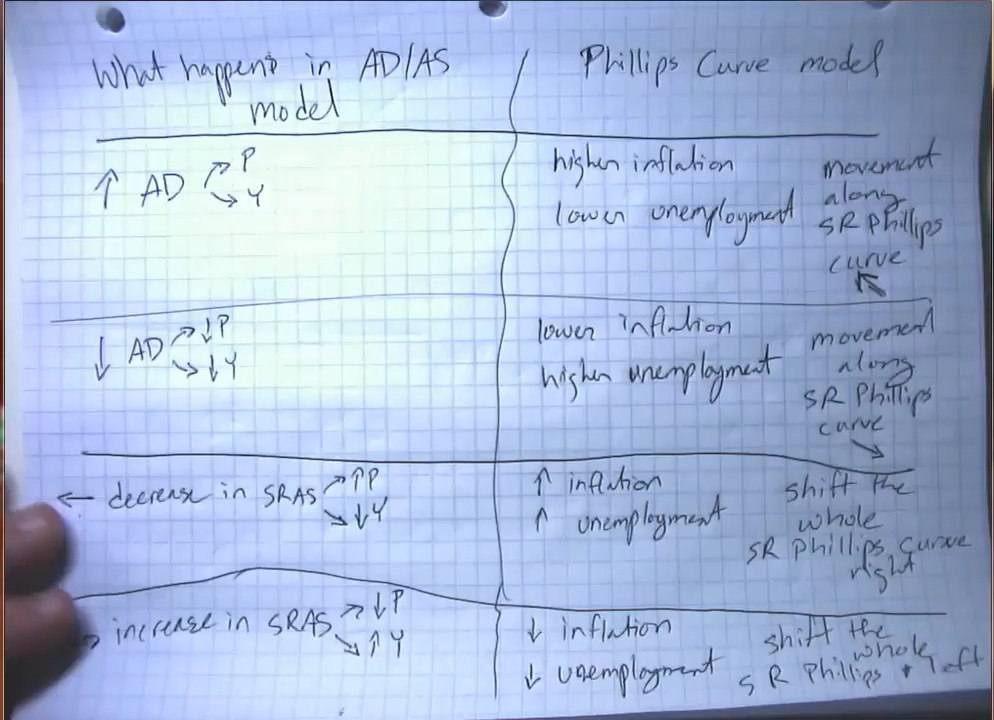 What happens in AD/AS
model
Phillips Curve model
↑ AD → P
→ Y
higher inflation
lower unemployment
movement
along
SR Phillips
curve
↖
↓ AD → ↓P
→ ↓Y
lower inflation
higher unemployment
movement
along
SR Phillips
curve
↘
← decrease in SRAS → ↑P
→ ↓Y
↑ inflation
↑ unemployment
shift the
whole
SR Phillips curve
right
→ increase in SRAS → ↓P
→ ↑Y
↓ inflation
↓ unemployment
shift the
whole
SR Phillips left